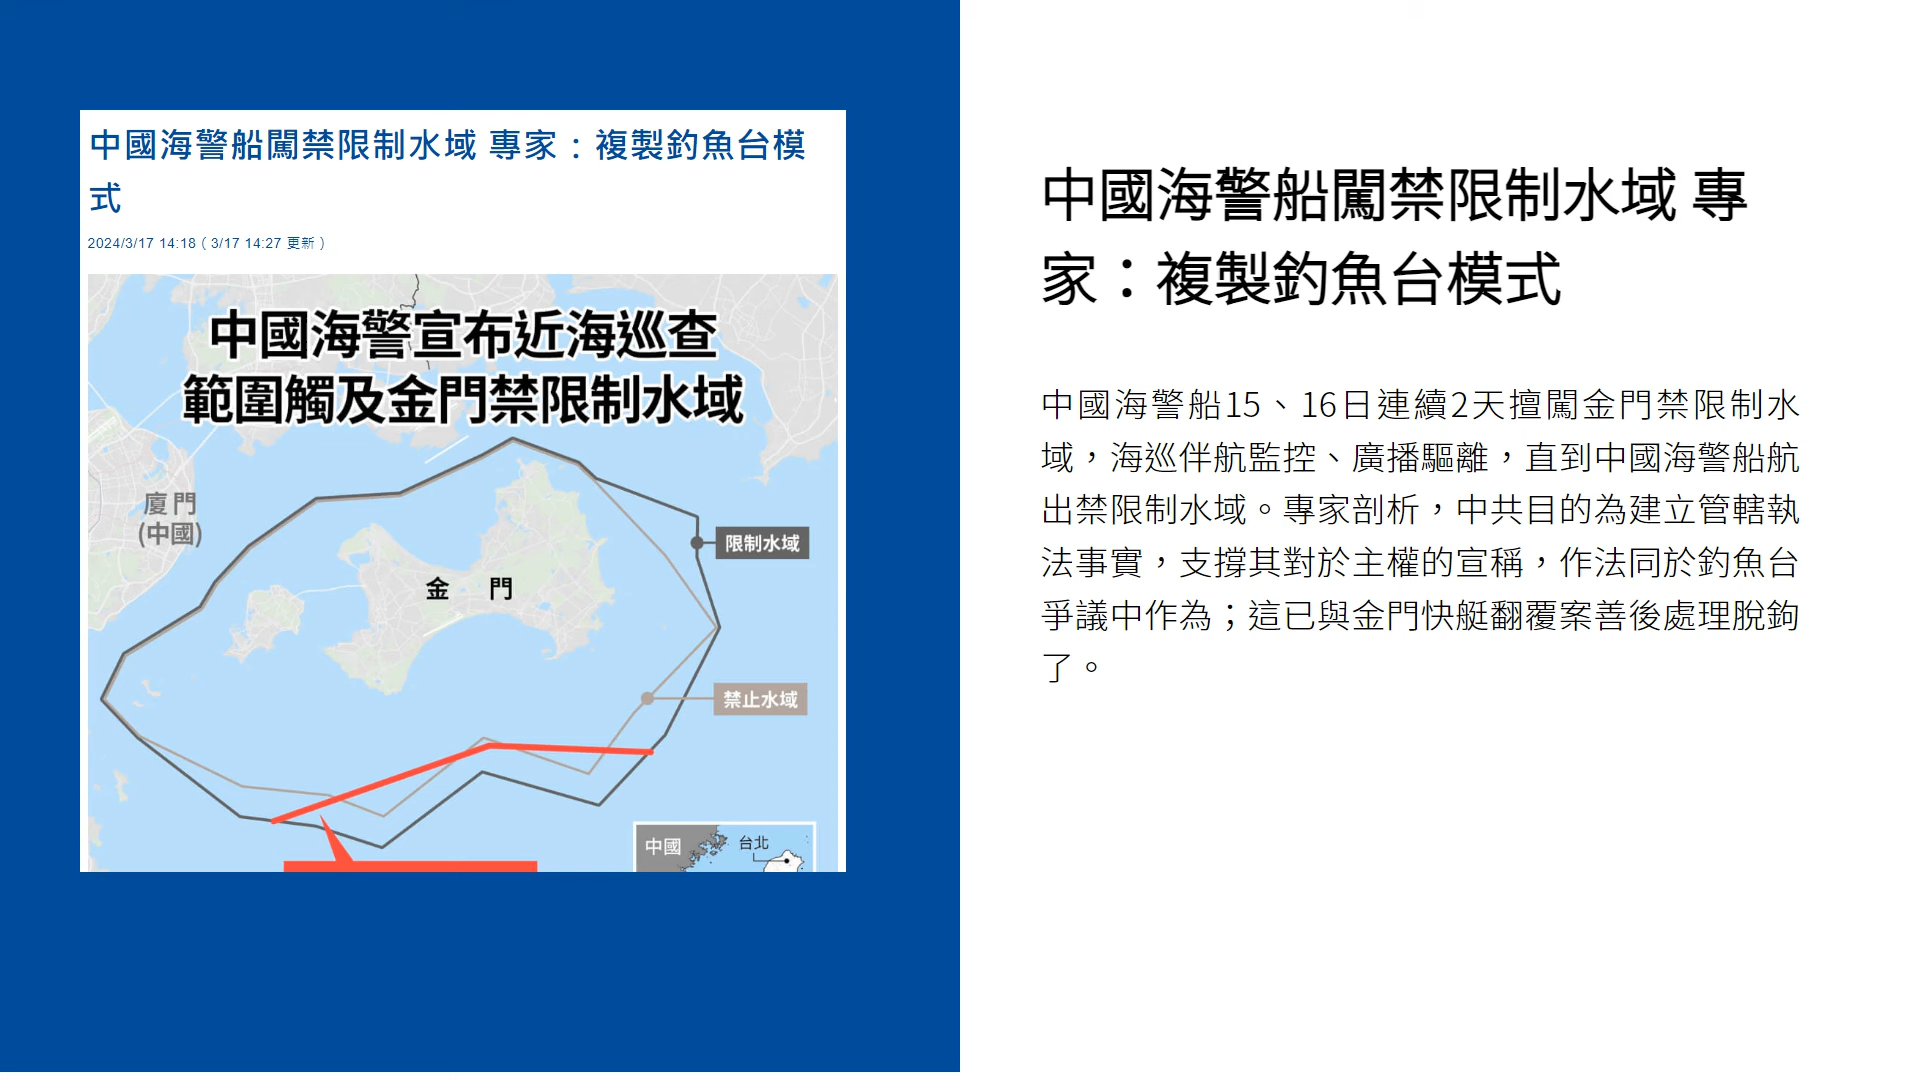 中國海警船闖禁限制水域 專家：複製釣魚台模
式
2024/3/17 14:18（3/17 14:27 更新）
中國海警宣布近海巡查
範圍觸及金門禁限制水域
廈門
(中國)
金門
限制水域
禁止水域
中國
台北
中國海警船闖禁限制水域 專
家：複製釣魚台模式
中國海警船15、16日連續2天擅闖金門禁限制水
域，海巡伴航監控、廣播驅離，直到中國海警船航
出禁限制水域。專家剖析，中共目的為建立管轄執
法事實，支撐其對於主權的宣稱，作法同於釣魚台
爭議中作為；這已與金門快艇翻覆案善後處理脫鉤
了。